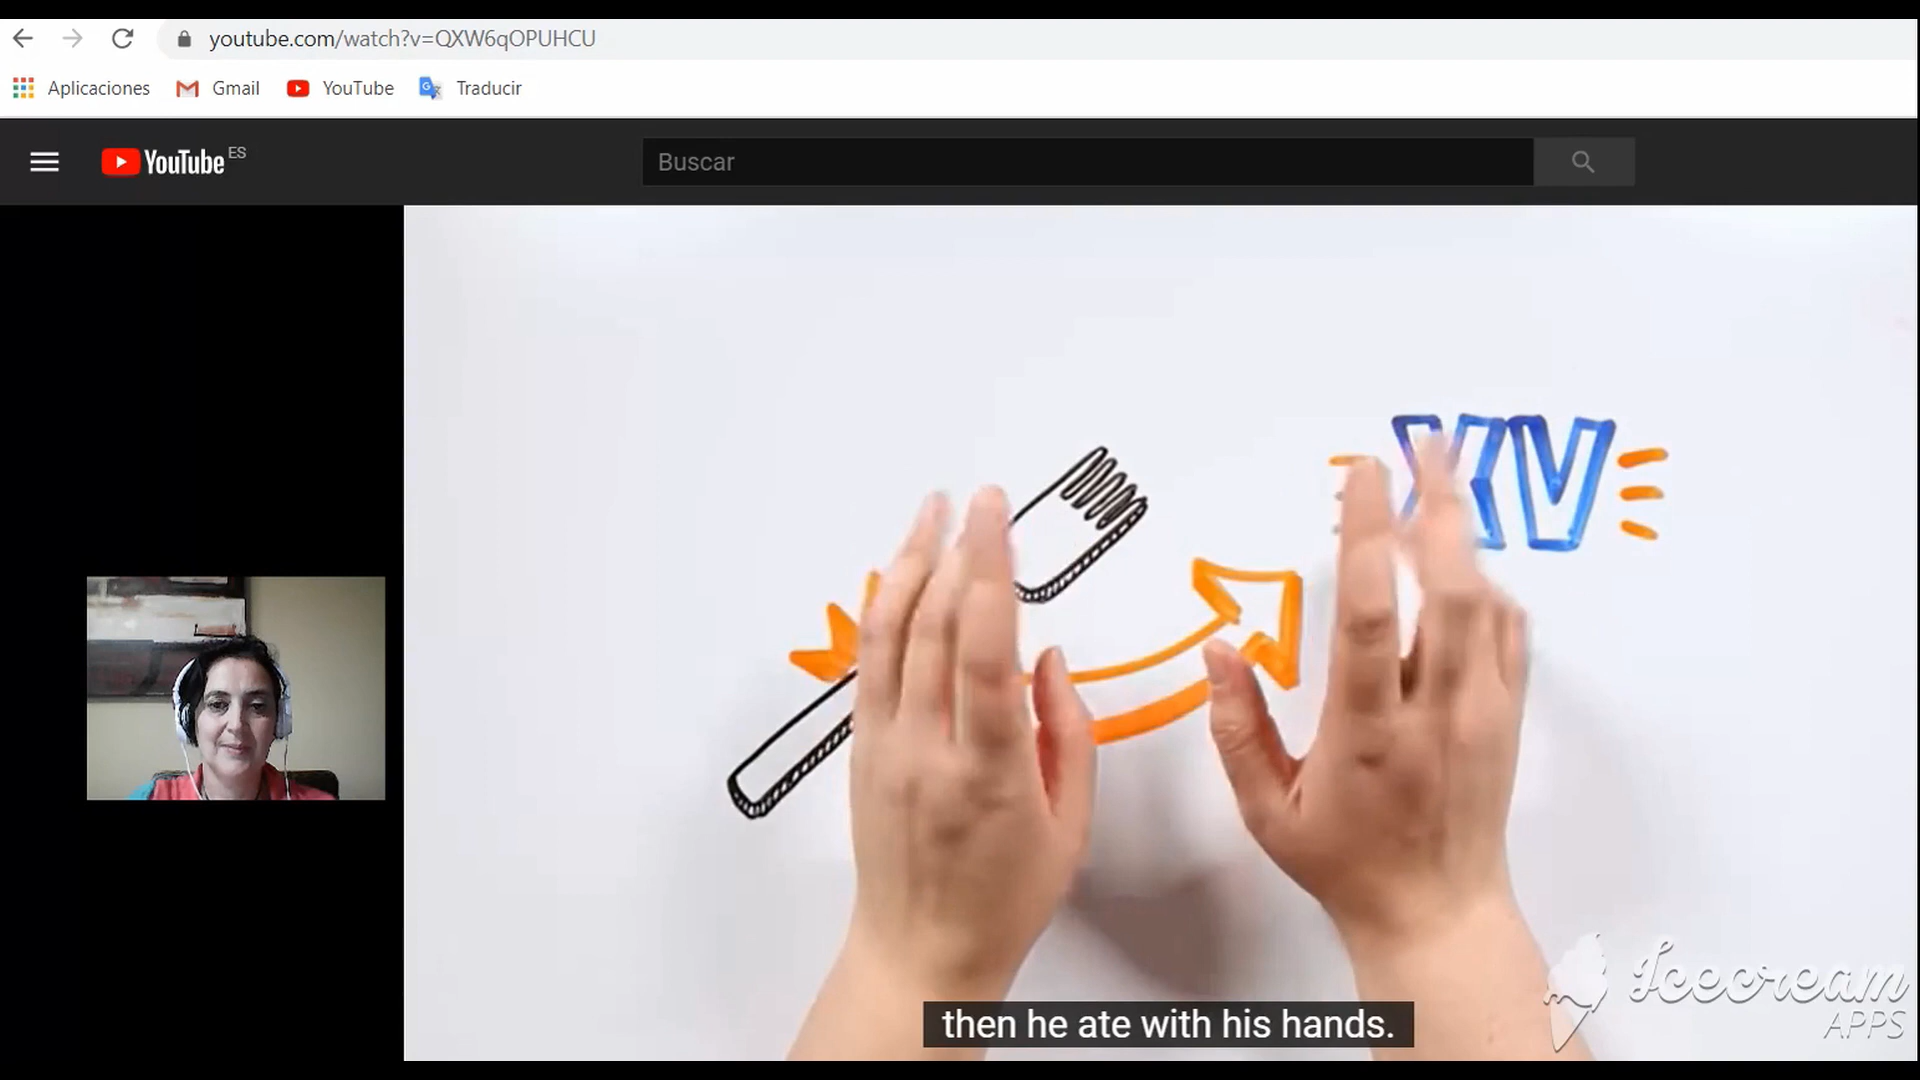 youtube.com/watch?v=QXW6qOPUHCU
Aplicaciones Gmail YouTube Traducir
YouTube ES
Buscar
XV
then he ate with his hands.
Icecream
APPS